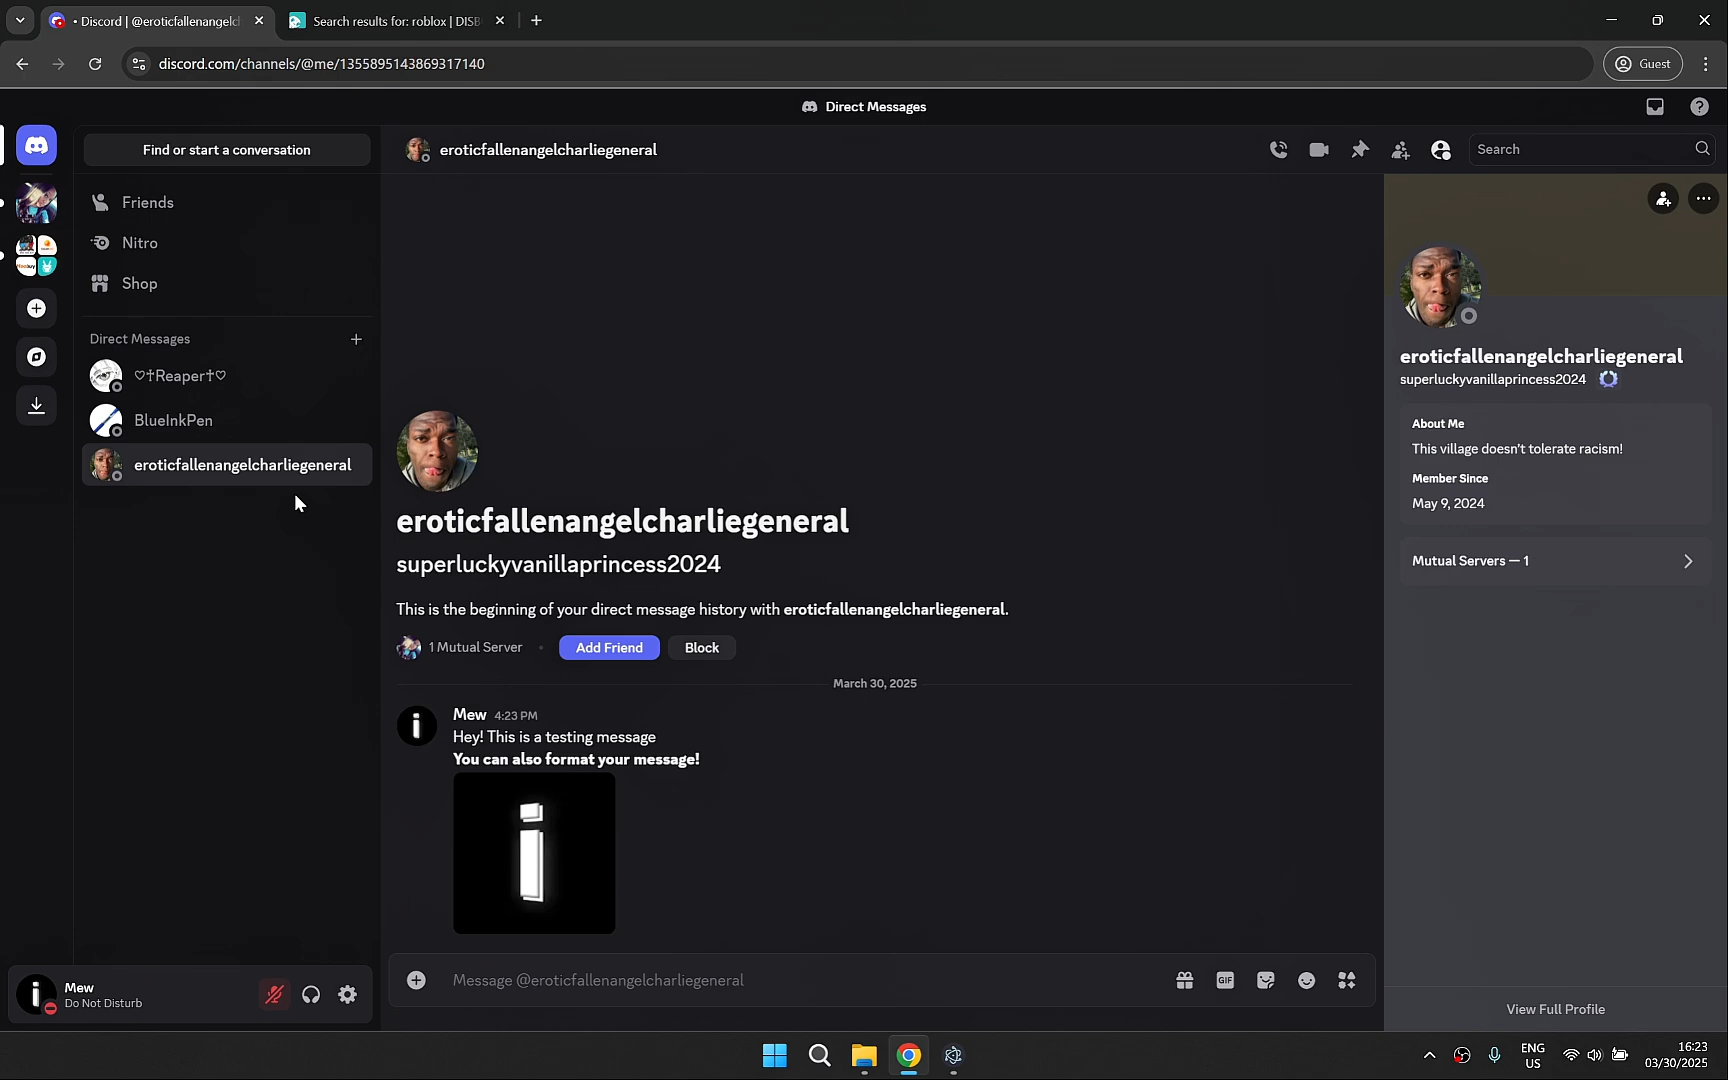 • Discord | @eroticfallenangelch
Search results for: roblox | DISB
discord.com/channels/@me/1355895143869317140
Guest
Direct Messages
Find or start a conversation
eroticfallenangelcharliegeneral
Search
Friends
Nitro
Shop
Direct Messages
♡†Reaper†♡
BlueInkPen
eroticfallenangelcharliegeneral
eroticfallenangelcharliegeneral
superluckyvanillaprincess2024
This is the beginning of your direct message history with eroticfallenangelcharliegeneral.
1 Mutual Server • Add Friend Block
March 30, 2025
Mew 4:23 PM
Hey! This is a testing message
You can also format your message!
i
Message @eroticfallenangelcharliegeneral
GIF
eroticfallenangelcharliegeneral
superluckyvanillaprincess2024
About Me
This village doesn't tolerate racism!
Member Since
May 9, 2024
Mutual Servers — 1
View Full Profile
Mew
Do Not Disturb
ENG
US
16:23
03/30/2025